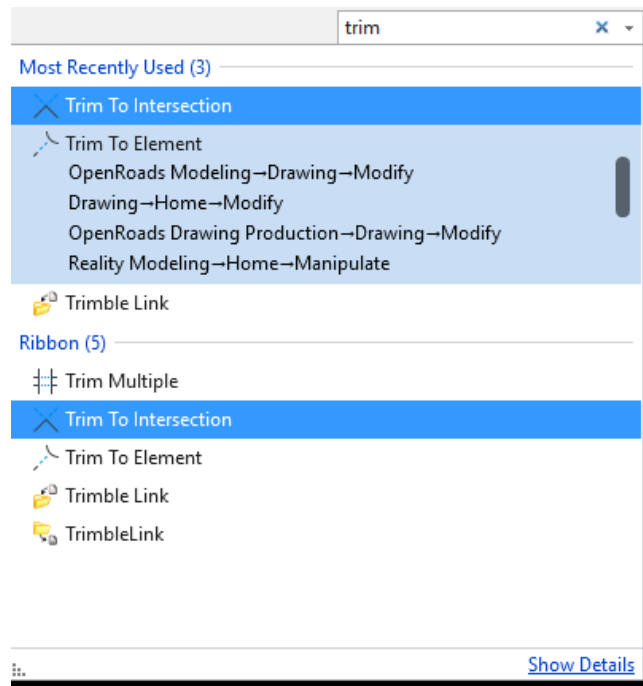 trim
Most Recently Used (3)
Trim To Intersection
Trim To Element
OpenRoads Modeling→Drawing→Modify
Drawing→Home→Modify
OpenRoads Drawing Production→Drawing→Modify
Reality Modeling→Home→Manipulate
Trimble Link
Ribbon (5)
Trim Multiple
Trim To Intersection
Trim To Element
Trimble Link
TrimbleLink
Show Details